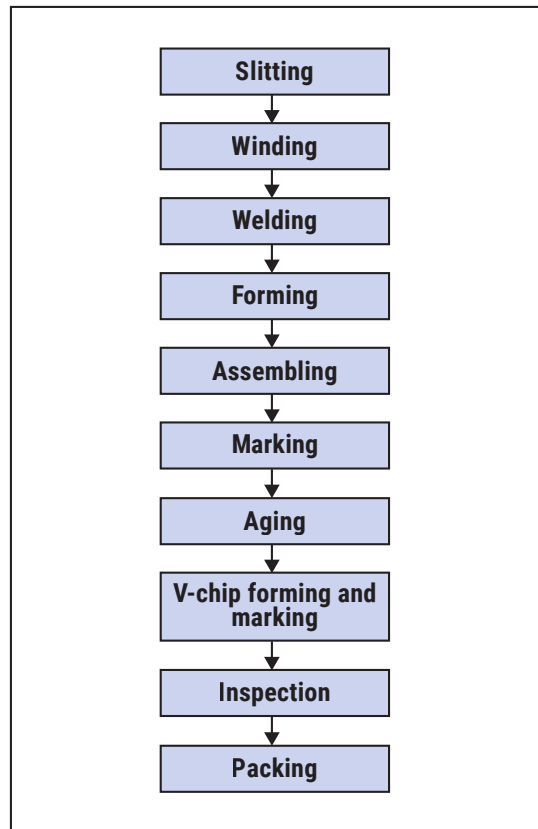 Slitting
Winding
Welding
Forming
Assembling
Marking
Aging
V-chip forming and
marking
Inspection
Packing